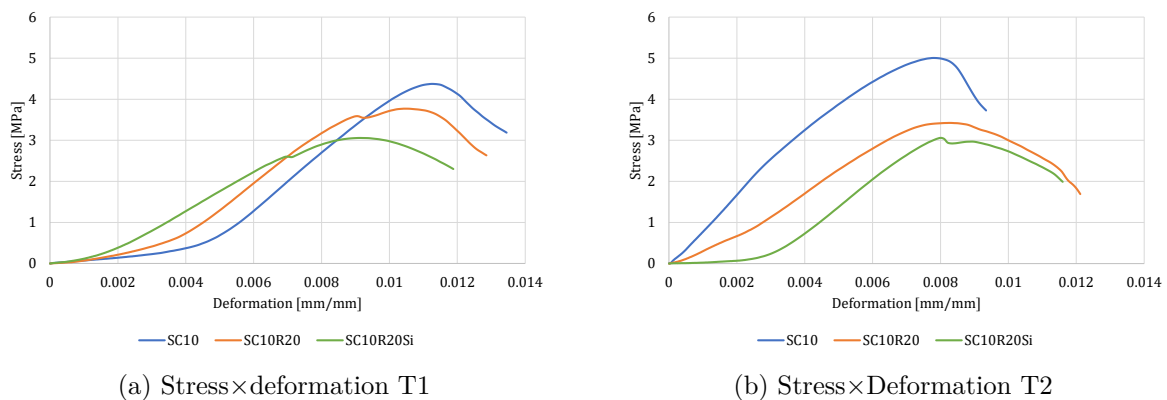 6
5
4
3
2
1
0
Stress [MPa]
0 0.002 0.004 0.006 0.008 0.01 0.012 0.014
Deformation [mm/mm]
SC10 SC10R20 SC10R20Si
(a) Stress×deformation T1
6
5
4
3
2
1
0
Stress [MPa]
0 0.002 0.004 0.006 0.008 0.01 0.012 0.014
Deformation [mm/mm]
SC10 SC10R20 SC10R20Si
(b) Stress×Deformation T2